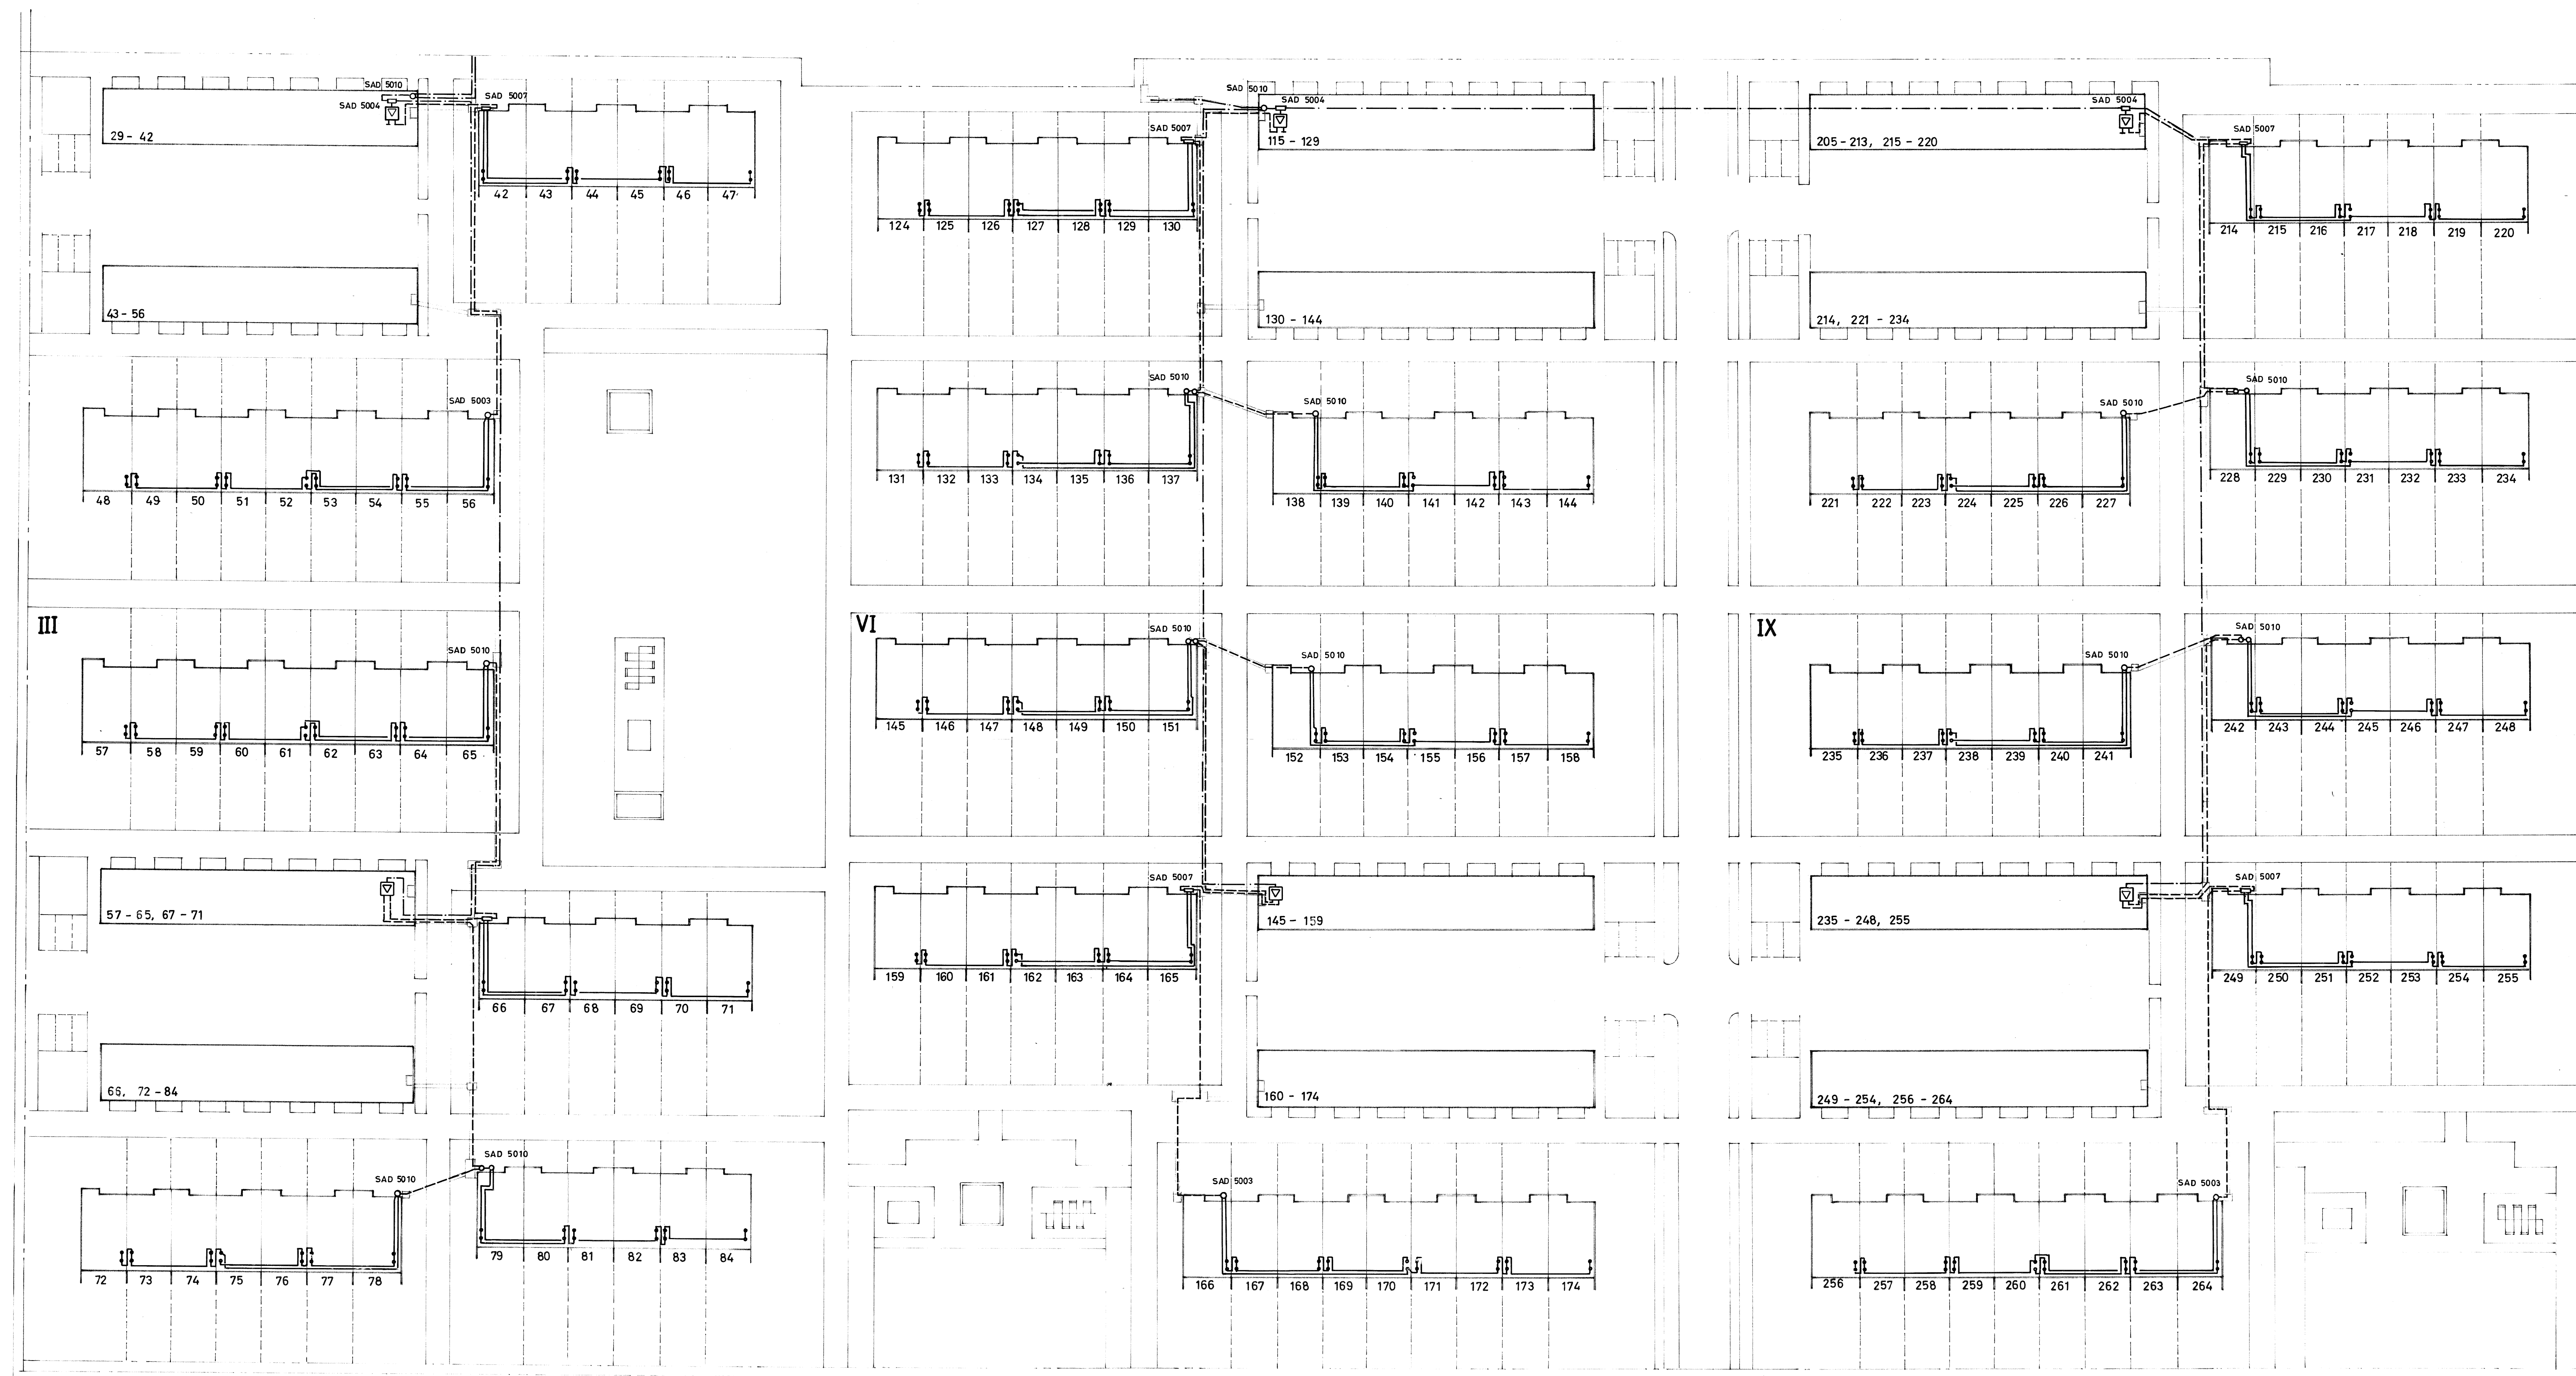 SAD 5010
SAD 5004
SAD 5007
29 - 42
42 43 44 45 46 47
43 - 56
SAD 5003
48 49 50 51 52 53 54 55 56
III
SAD 5010
57 58 59 60 61 62 63 64 65
57 - 65, 67 - 71
66 67 68 69 70 71
66, 72 - 84
SAD 5010
SAD 5010
72 73 74 75 76 77 78
79 80 81 82 83 84
SAD 5010
SAD 5004
SAD 5007
115 - 129
124 125 126 127 128 129 130
130 - 144
SAD 5010
SAD 5010
131 132 133 134 135 136 137
138 139 140 141 142 143 144
VI
SAD 5010
SAD 5010
145 146 147 148 149 150 151
152 153 154 155 156 157 158
SAD 5007
145 - 159
159 160 161 162 163 164 165
160 - 174
SAD 5003
166 167 168 169 170 171 172 173 174
SAD 5004
SAD 5007
205 - 213, 215 - 220
214 215 216 217 218 219 220
214, 221 - 234
SAD 5010
SAD 5010
221 222 223 224 225 226 227
228 229 230 231 232 233 234
IX
SAD 5010
SAD 5010
235 236 237 238 239 240 241
242 243 244 245 246 247 248
SAD 5007
235 - 248, 255
249 250 251 252 253 254 255
249 - 254, 256 - 264
SAD 5003
256 257 258 259 260 261 262 263 264